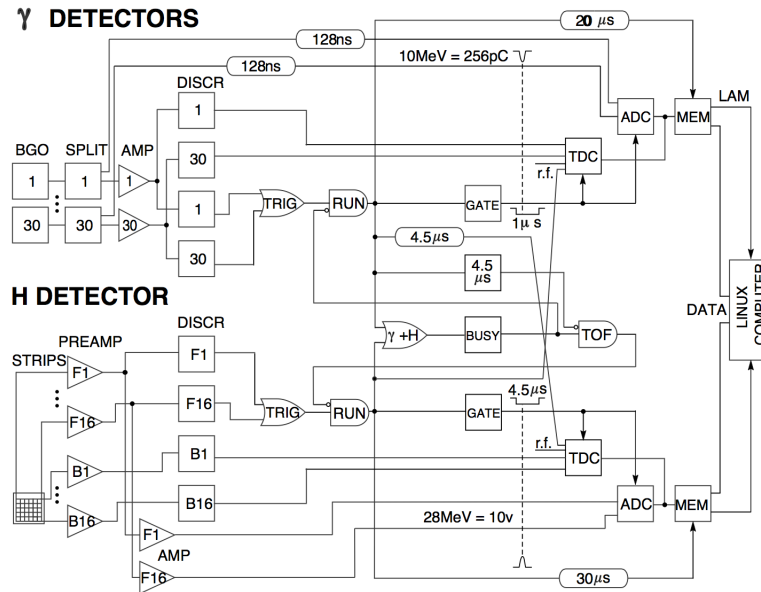 γ DETECTORS
20 μs
128ns
10MeV = 256pC
128ns
DISCR
LAM
1
ADC
MEM
BGO SPLIT AMP
30
TDC
r.f.
1 1 1
1
TRIG
RUN
GATE
1μ s
30 30 30
4.5μs
30
4.5
μs
H DETECTOR
DATA
LINUX
COMPUTER
DISCR
γ +H
BUSY
TOF
PREAMP
STRIPS
F1
F1
4.5μs
F16
F16
TRIG
RUN
GATE
r.f.
TDC
B1
B1
B16
B16
ADC
MEM
28MeV = 10v
F1
AMP
F16
30μs